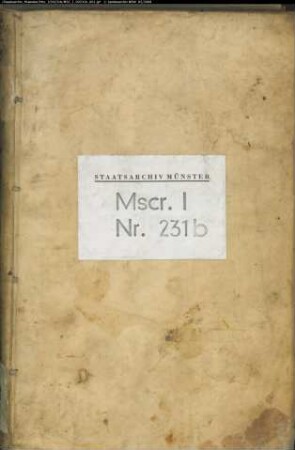 STAATSARCHIV MÜNSTER
Mscr. I
Nr. 231b